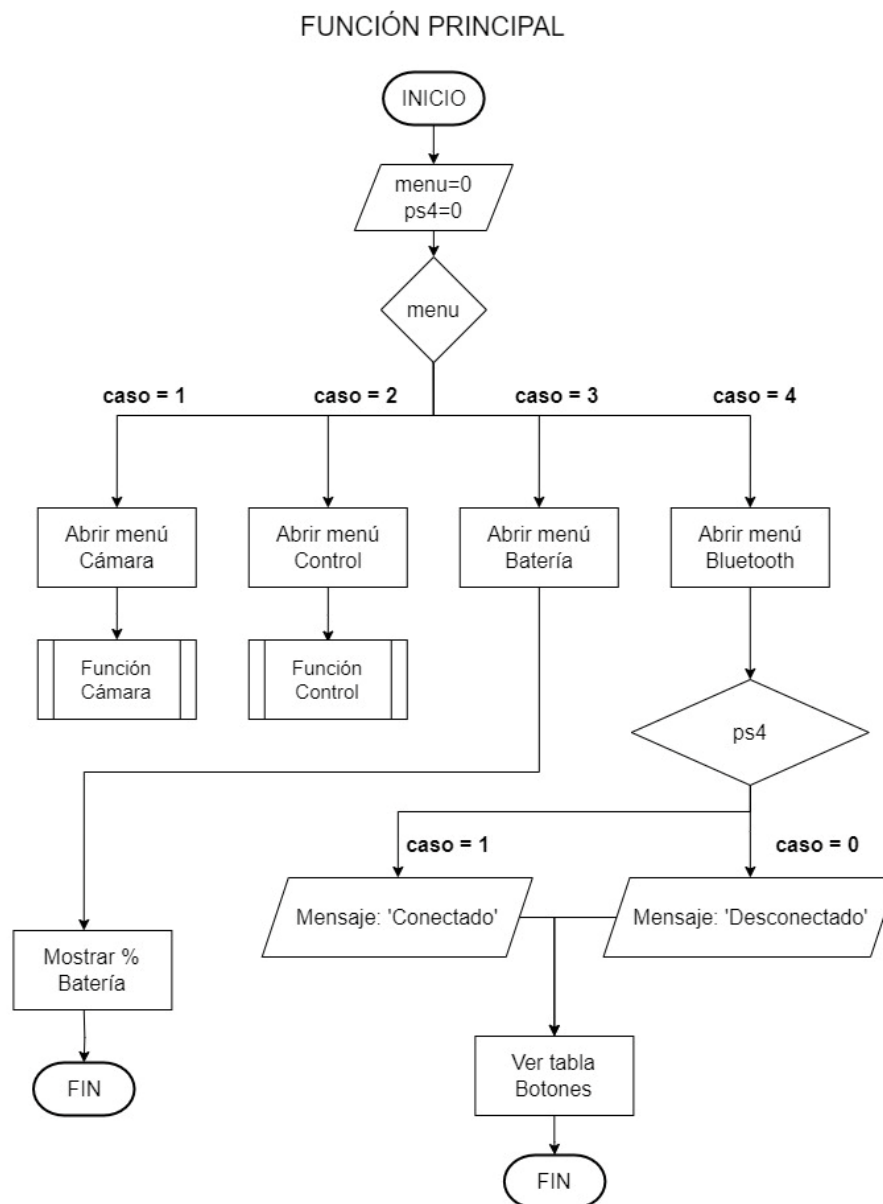 FUNCIÓN PRINCIPAL
INICIO
menu=0
ps4=0
menu
caso = 1
caso = 2
caso = 3
caso = 4
Abrir menú
Cámara
Abrir menú
Control
Abrir menú
Batería
Abrir menú
Bluetooth
Función
Cámara
Función
Control
ps4
caso = 1
caso = 0
Mensaje: 'Conectado'
Mensaje: 'Desconectado'
Mostrar %
Batería
FIN
Ver tabla
Botones
FIN